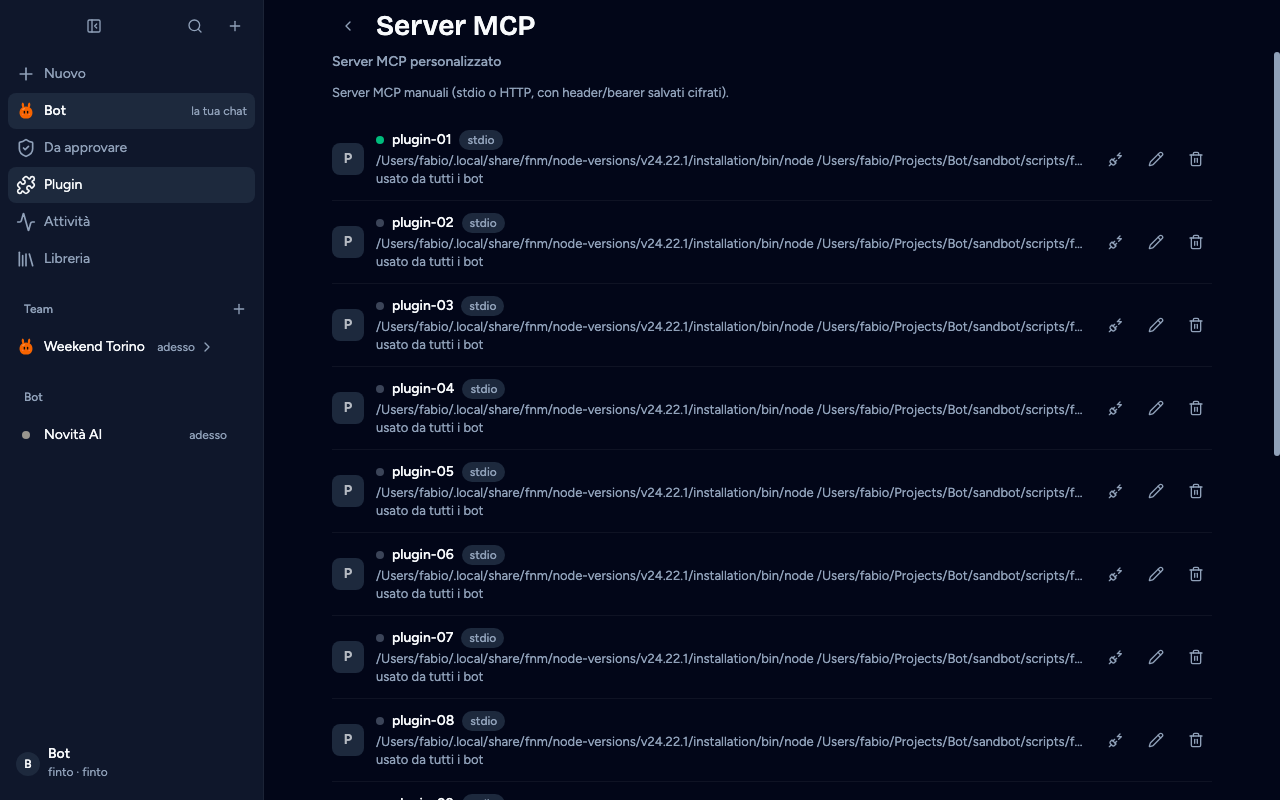 Server MCP
Server MCP personalizzato
Server MCP manuali (stdio o HTTP, con header/bearer salvati cifrati).
Nuovo
Bot la tua chat
Da approvare
Plugin
Attività
Libreria
Team
Weekend Torino adesso
Bot
Novità AI adesso
B
Bot
finto · finto
P
plugin-01 stdio
/Users/fabio/.local/share/fnm/node-versions/v24.22.1/installation/bin/node /Users/fabio/Projects/Bot/sandbot/scripts/f…
usato da tutti i bot
P
plugin-02 stdio
/Users/fabio/.local/share/fnm/node-versions/v24.22.1/installation/bin/node /Users/fabio/Projects/Bot/sandbot/scripts/f…
usato da tutti i bot
P
plugin-03 stdio
/Users/fabio/.local/share/fnm/node-versions/v24.22.1/installation/bin/node /Users/fabio/Projects/Bot/sandbot/scripts/f…
usato da tutti i bot
P
plugin-04 stdio
/Users/fabio/.local/share/fnm/node-versions/v24.22.1/installation/bin/node /Users/fabio/Projects/Bot/sandbot/scripts/f…
usato da tutti i bot
P
plugin-05 stdio
/Users/fabio/.local/share/fnm/node-versions/v24.22.1/installation/bin/node /Users/fabio/Projects/Bot/sandbot/scripts/f…
usato da tutti i bot
P
plugin-06 stdio
/Users/fabio/.local/share/fnm/node-versions/v24.22.1/installation/bin/node /Users/fabio/Projects/Bot/sandbot/scripts/f…
usato da tutti i bot
P
plugin-07 stdio
/Users/fabio/.local/share/fnm/node-versions/v24.22.1/installation/bin/node /Users/fabio/Projects/Bot/sandbot/scripts/f…
usato da tutti i bot
P
plugin-08 stdio
/Users/fabio/.local/share/fnm/node-versions/v24.22.1/installation/bin/node /Users/fabio/Projects/Bot/sandbot/scripts/f…
usato da tutti i bot